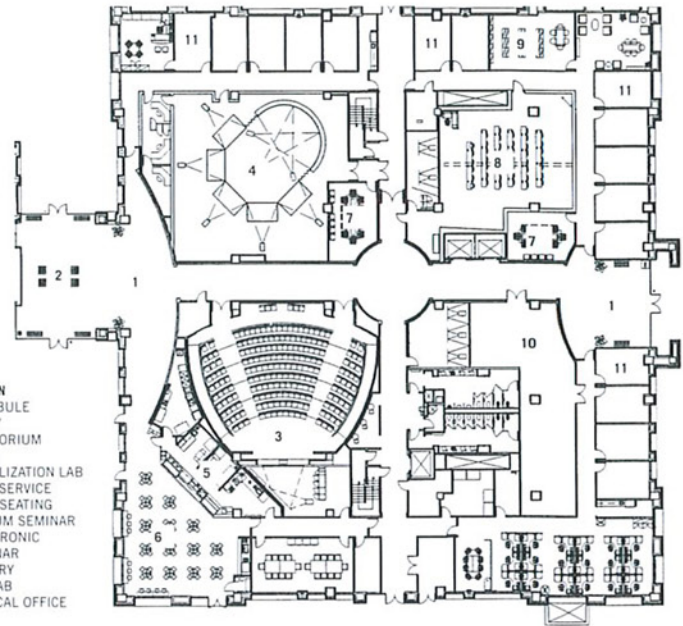 11
11
9
11
4
8
7
7
2
1
1
10
N
BULE
ORIUM
3
11
LIZATION LAB
SERVICE
5
SEATING
UM SEMINAR
RONIC
NAR
6
RY
AB
CAL OFFICE